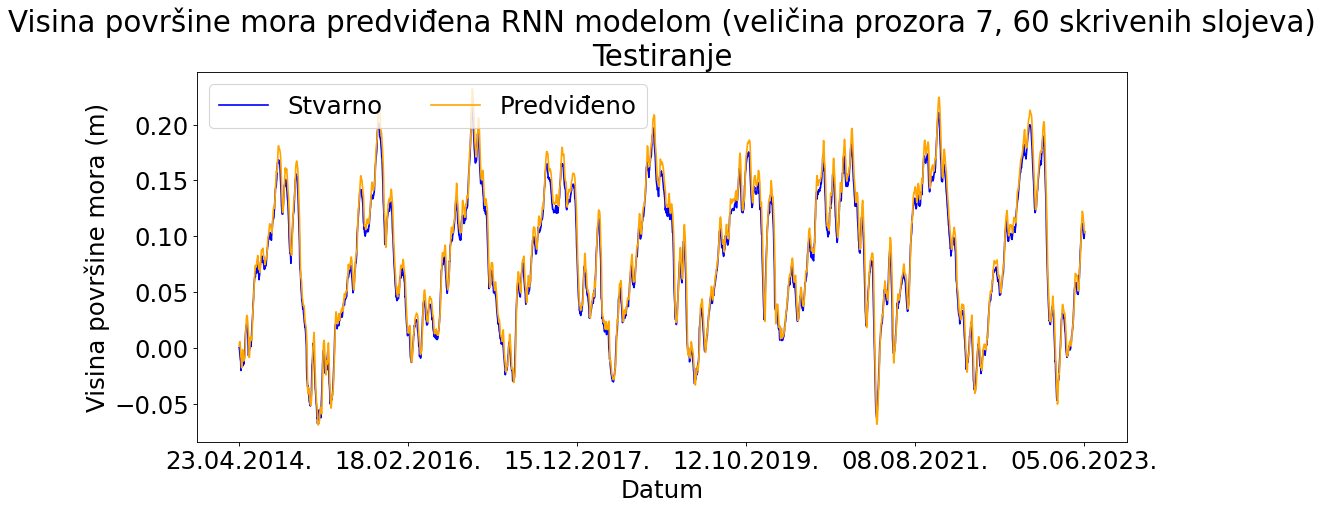 Visina površine mora predviđena RNN modelom (veličina prozora 7, 60 skrivenih slojeva)
Testiranje
Stvarno Predviđeno
Visina površine mora (m)
0.20
0.15
0.10
0.05
0.00
−0.05
23.04.2014. 18.02.2016. 15.12.2017. 12.10.2019. 08.08.2021. 05.06.2023.
Datum